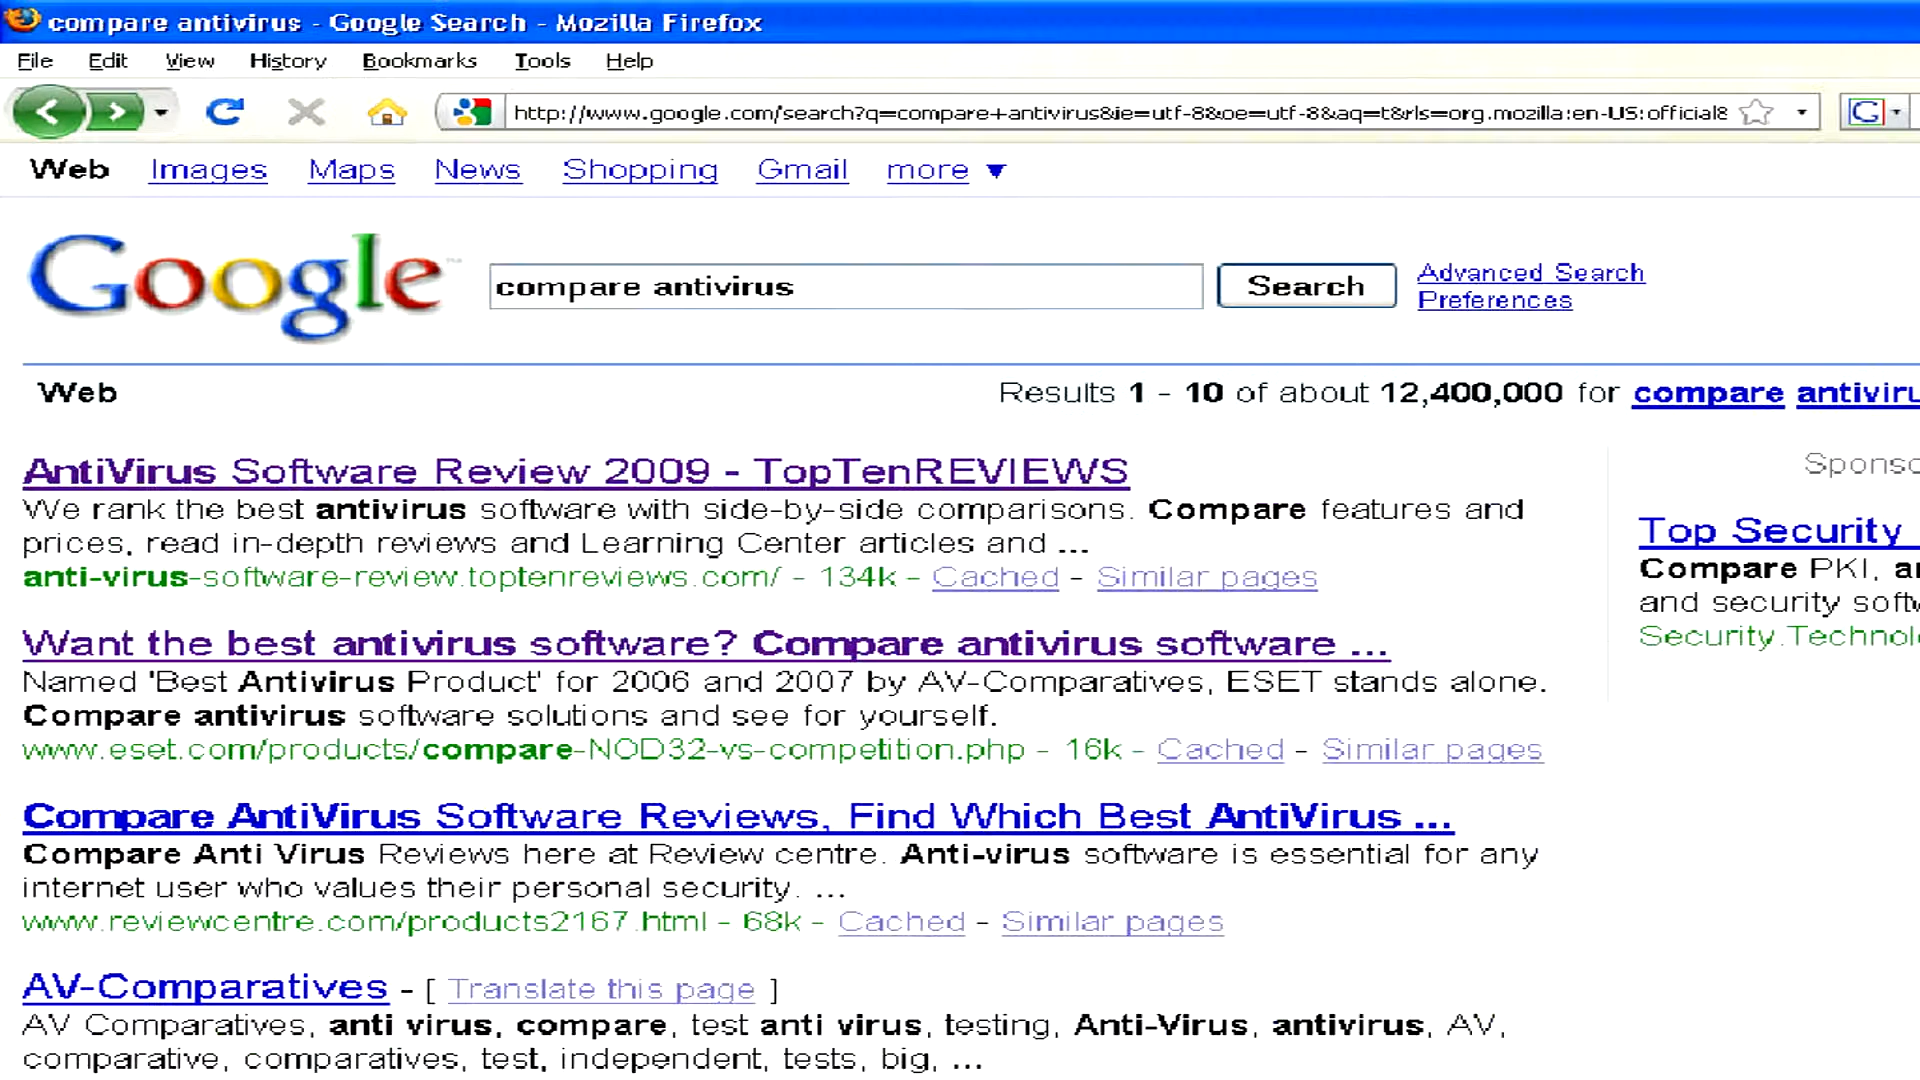 compare antivirus - Google Search - Mozilla Firefox
File Edit View History Bookmarks Tools Help
http://www.google.com/search?q=compare+antivirus&ie=utf-8&oe=utf-8&aq=t&rls=org.mozilla:en-US:official&
Web Images Maps News Shopping Gmail more ▼
Google compare antivirus Search Advanced Search
Preferences
Web Results 1 - 10 of about 12,400,000 for compare antiviru
AntiVirus Software Review 2009 - TopTenREVIEWS
We rank the best antivirus software with side-by-side comparisons. Compare features and
prices, read in-depth reviews and Learning Center articles and ...
anti-virus-software-review.toptenreviews.com/ - 134k - Cached - Similar pages
Want the best antivirus software? Compare antivirus software ...
Named 'Best Antivirus Product' for 2006 and 2007 by AV-Comparatives, ESET stands alone.
Compare antivirus software solutions and see for yourself.
www.eset.com/products/compare-NOD32-vs-competition.php - 16k - Cached - Similar pages
Compare AntiVirus Software Reviews, Find Which Best AntiVirus ...
Compare Anti Virus Reviews here at Review centre. Anti-virus software is essential for any
internet user who values their personal security. ...
www.reviewcentre.com/products2167.html - 68k - Cached - Similar pages
AV-Comparatives - [ Translate this page ]
AV Comparatives, anti virus, compare, test anti virus, testing, Anti-Virus, antivirus, AV,
comparative, comparatives, test, independent, tests, big, ...
Sponso
Top Security
Compare PKI, an
and security softw
Security.Technol